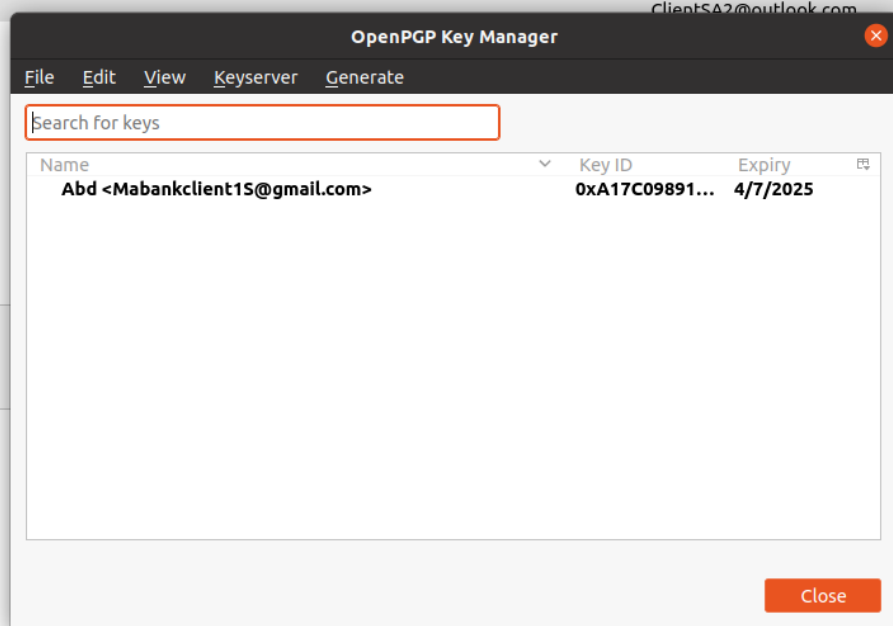 ClientSA2@outlook.com
OpenPGP Key Manager
File Edit View Keyserver Generate
Search for keys
Name Key ID Expiry
Abd <Mabankclient1S@gmail.com> 0xA17C09891... 4/7/2025
Close